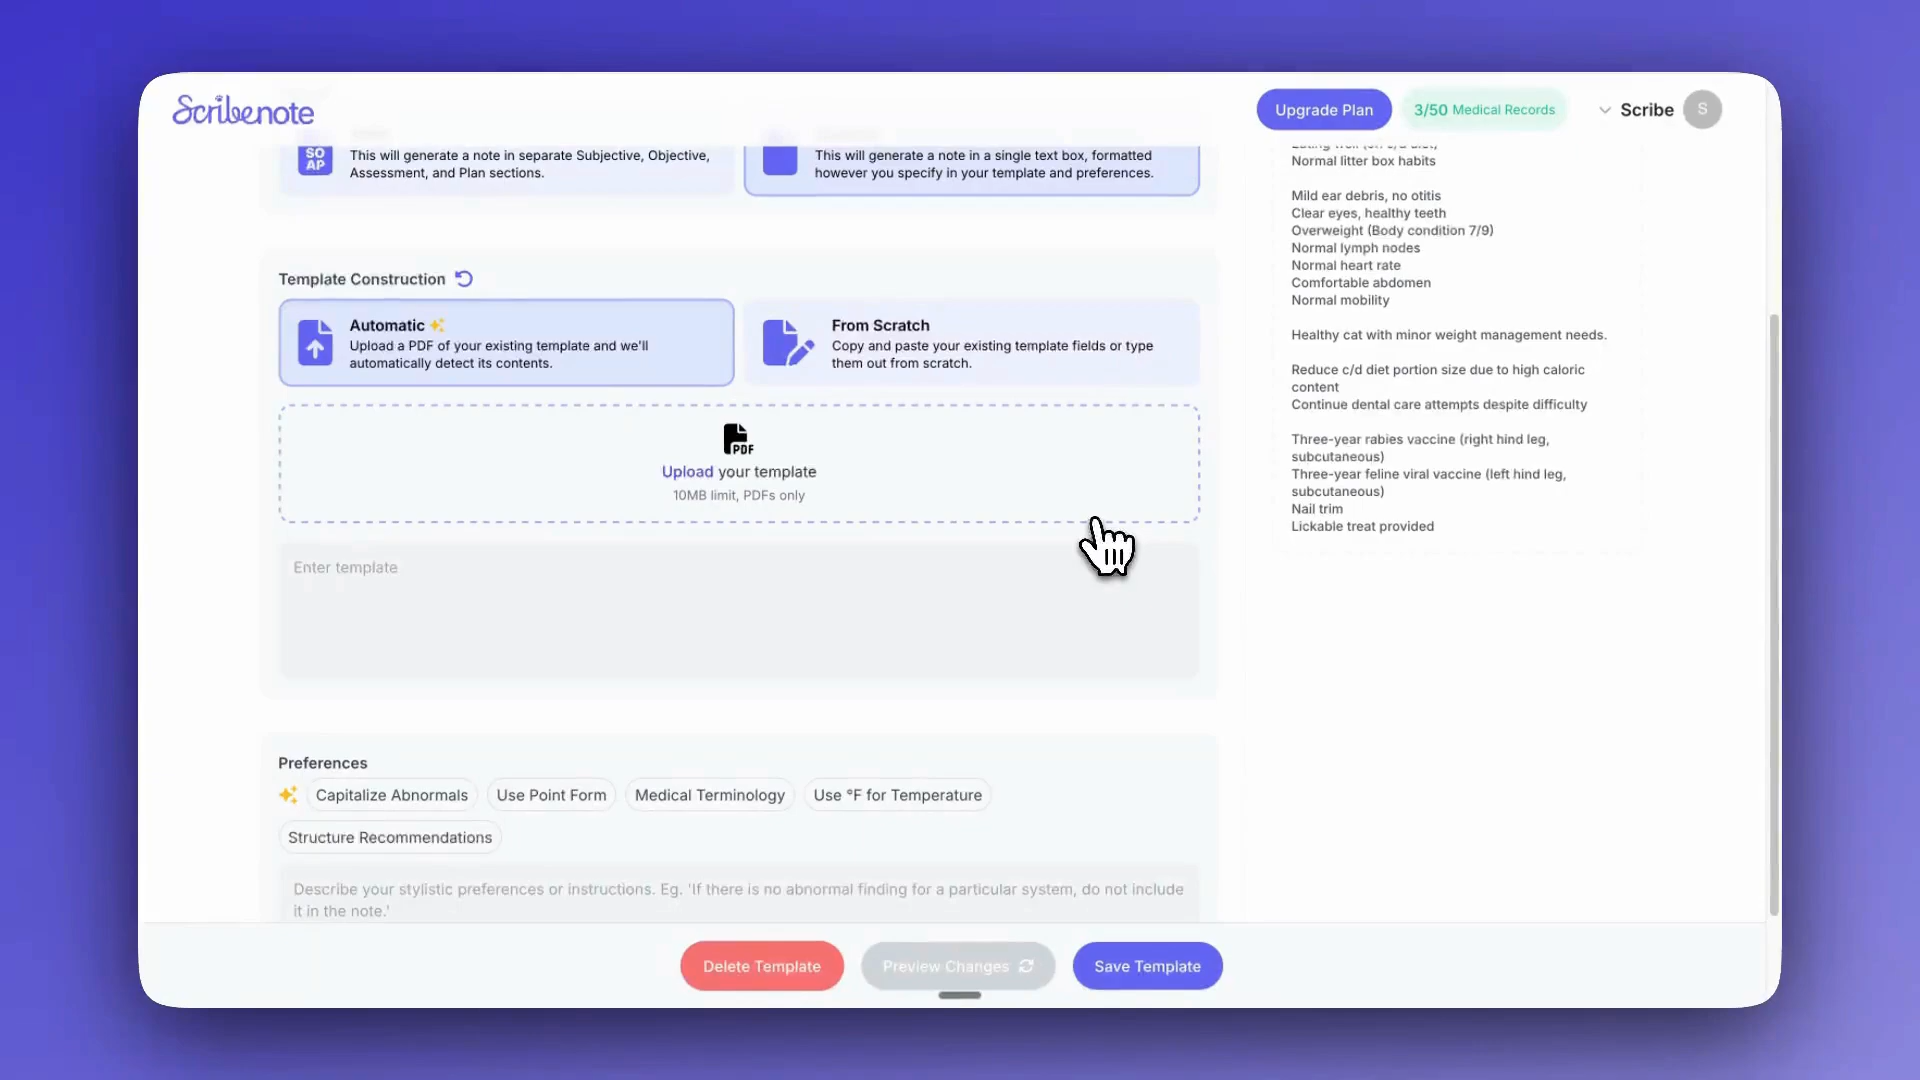 Scribenote
Upgrade Plan
3/50 Medical Records
Scribe
S
SO
AP
This will generate a note in separate Subjective, Objective,
Assessment, and Plan sections.
This will generate a note in a single text box, formatted
however you specify in your template and preferences.
Template Construction
Automatic
Upload a PDF of your existing template and we'll
automatically detect its contents.
From Scratch
Copy and paste your existing template fields or type
them out from scratch.
PDF
Upload your template
10MB limit, PDFs only
Enter template
Preferences
Capitalize Abnormals
Use Point Form
Medical Terminology
Use °F for Temperature
Structure Recommendations
Describe your stylistic preferences or instructions. Eg. 'If there is no abnormal finding for a particular system, do not include
it in the note.'
Normal litter box habits
Mild ear debris, no otitis
Clear eyes, healthy teeth
Overweight (Body condition 7/9)
Normal lymph nodes
Normal heart rate
Comfortable abdomen
Normal mobility
Healthy cat with minor weight management needs.
Reduce c/d diet portion size due to high caloric
content
Continue dental care attempts despite difficulty
Three-year rabies vaccine (right hind leg,
subcutaneous)
Three-year feline viral vaccine (left hind leg,
subcutaneous)
Nail trim
Lickable treat provided
Delete Template
Preview Changes
Save Template